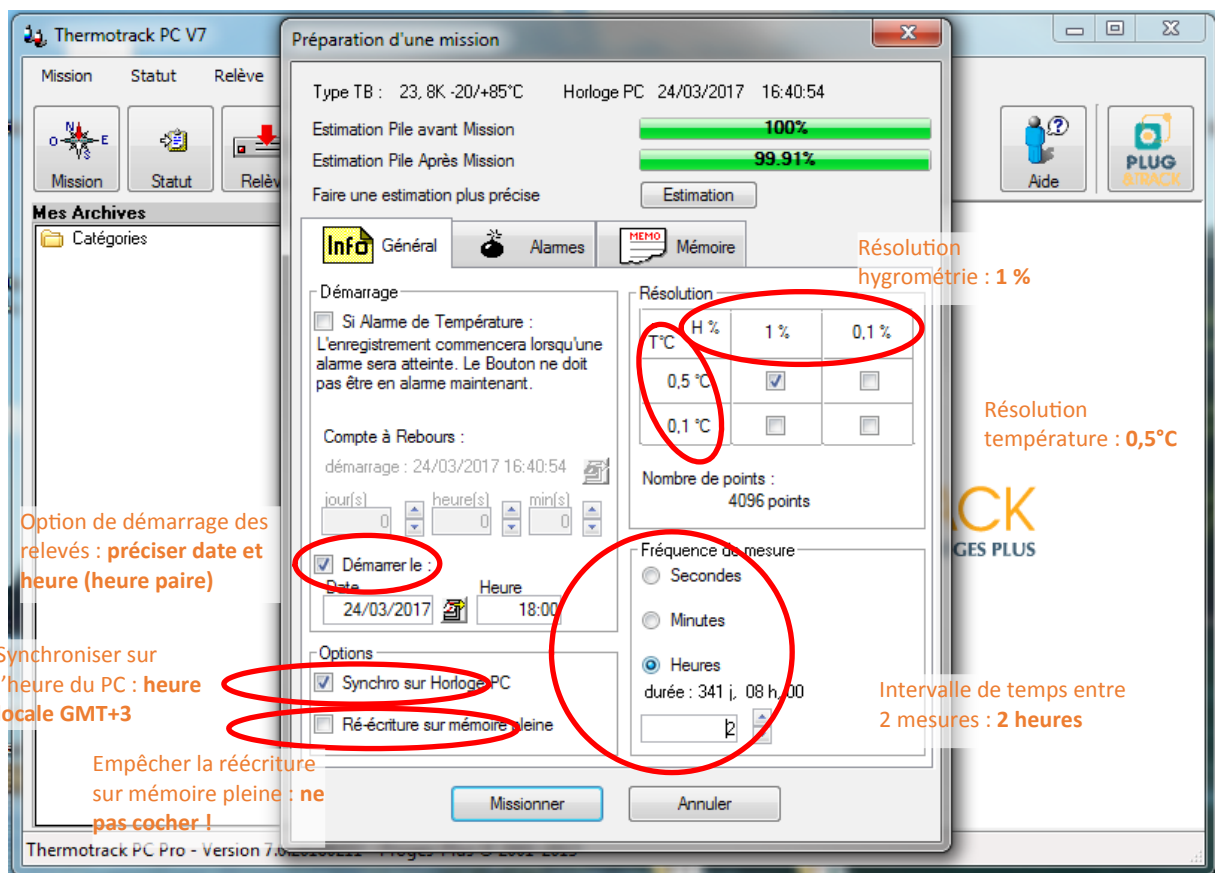 Thermotrack PC V7
Préparation d'une mission
Mission Statut Relève
Type TB : 23, 8K -20/+85°C Horloge PC 24/03/2017 16:40:54
Estimation Pile avant Mission 100%
Estimation Pile Après Mission 99.91%
Faire une estimation plus précise Estimation
Mission Statut Relèv
Aide PLUG
&TRACK
Mes Archives
Catégories
Info Général Alarmes MEMO Mémoire
Résolution
hygrométrie : 1 %
Démarrage
Si Alarme de Température :
L'enregistrement commencera lorsqu'une
alarme sera atteinte. Le Bouton ne doit
pas être en alarme maintenant.
Compte à Rebours :
démarrage : 24/03/2017 16:40:54
jour(s) heure(s) min(s)
0 0 0
Démarrer le :
Date Heure
24/03/2017 18:00
Résolution
H % 1 % 0,1 %
T°C
0,5 °C
0,1 °C
Nombre de points :
4096 points
Résolution
température : 0,5°C
Option de démarrage des
relevés : préciser date et
heure (heure paire)
CK
GES PLUS
Fréquence de mesure
Secondes
Minutes
Heures
durée : 341 j, 08 h, 00
2
Options
Synchro sur Horloge PC
Ré-écriture sur mémoire pleine
Synchroniser sur
l'heure du PC : heure
locale GMT+3
Intervalle de temps entre
2 mesures : 2 heures
Empêcher la réécriture
sur mémoire pleine : ne
pas cocher !
Missionner Annuler
Thermotrack PC Pro - Version 7.